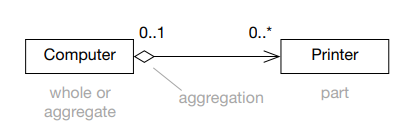 0..1
0..*
Computer
Printer
whole or
aggregate
aggregation
part